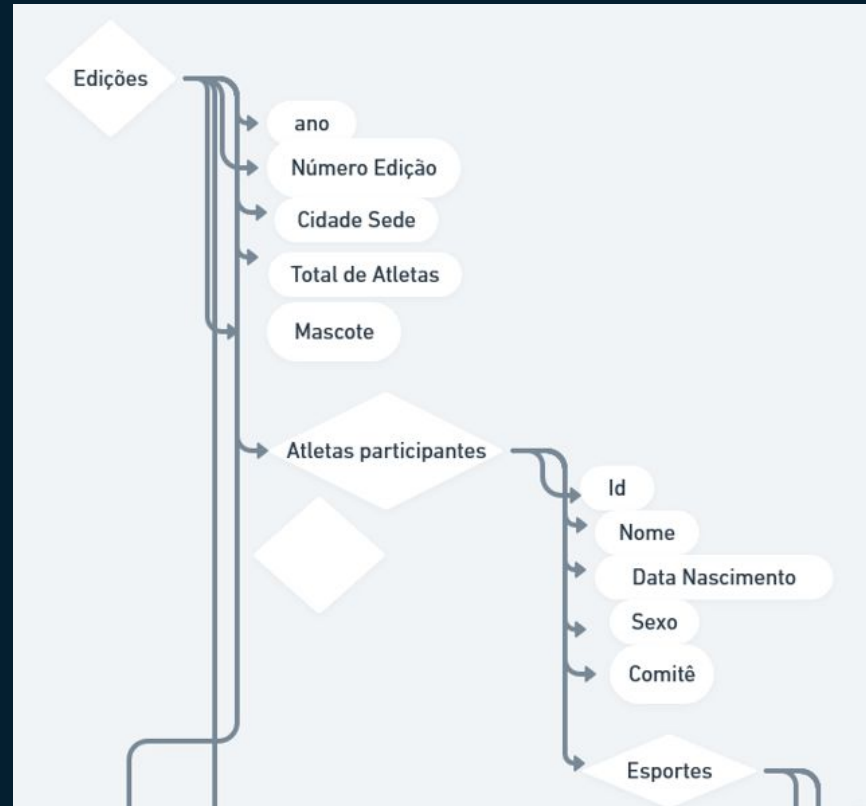 Edições
ano
Número Edição
Cidade Sede
Total de Atletas
Mascote
Atletas participantes
Id
Nome
Data Nascimento
Sexo
Comitê
Esportes